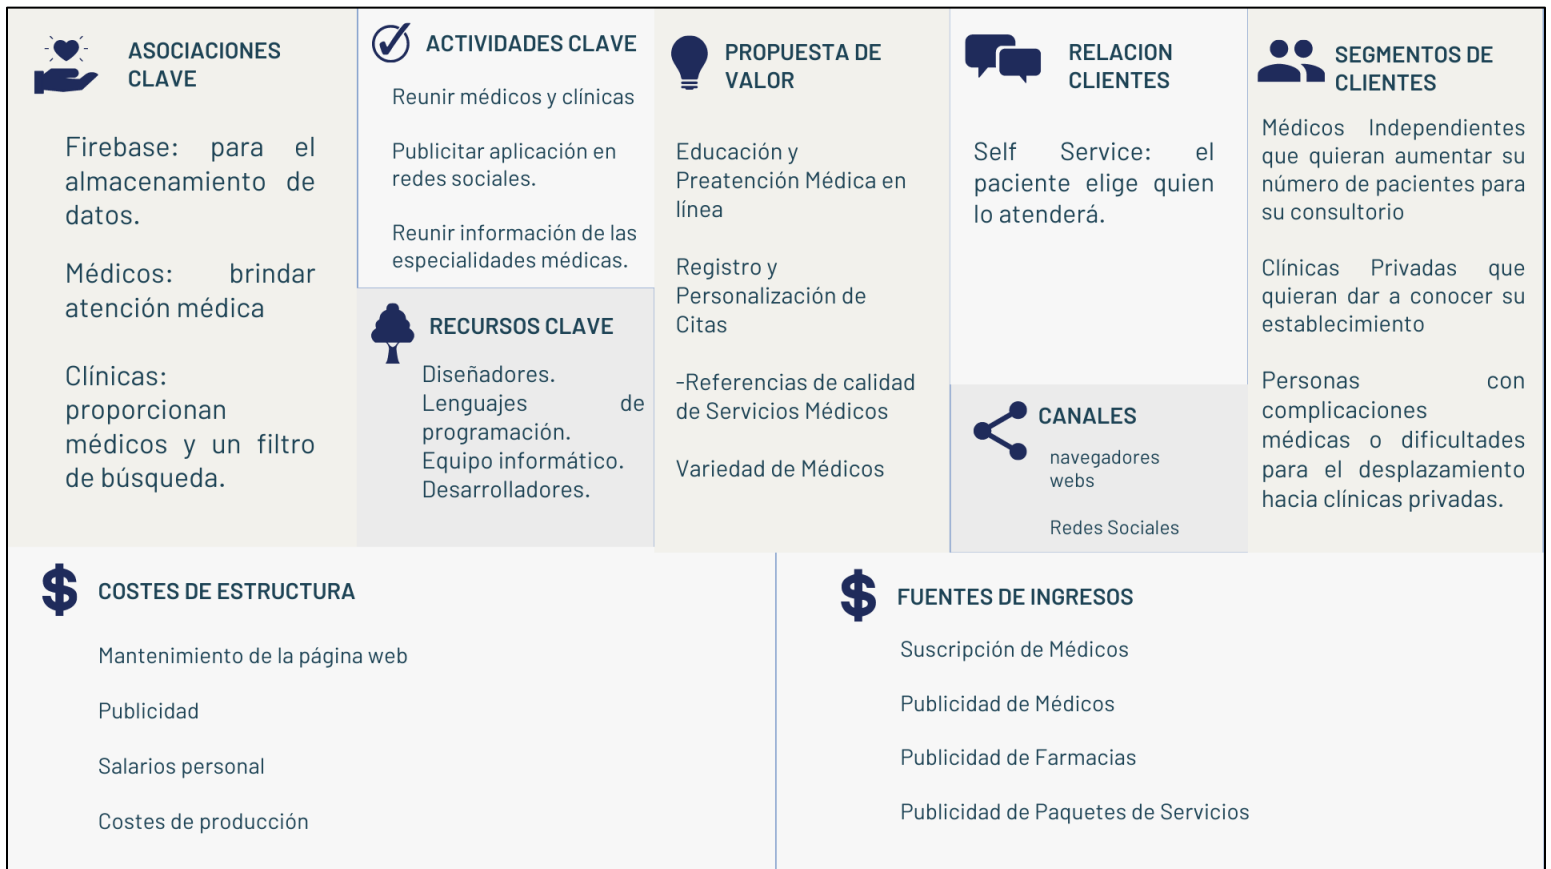 ASOCIACIONES
CLAVE
Firebase: para el
almacenamiento de
datos.
Médicos: brindar
atención médica
Clínicas:
proporcionan
médicos y un filtro
de búsqueda.
ACTIVIDADES CLAVE
Reunir médicos y clínicas
Publicitar aplicación en
redes sociales.
Reunir información de las
especialidades médicas.
RECURSOS CLAVE
Diseñadores.
Lenguajes de
programación.
Equipo informático.
Desarrolladores.
PROPUESTA DE
VALOR
Educación y
Preatención Médica en
línea
Registro y
Personalización de
Citas
-Referencias de calidad
de Servicios Médicos
Variedad de Médicos
RELACION
CLIENTES
Self Service: el
paciente elige quien
lo atenderá.
CANALES
navegadores
webs
Redes Sociales
SEGMENTOS DE
CLIENTES
Médicos Independientes
que quieran aumentar su
número de pacientes para
su consultorio
Clínicas Privadas que
quieran dar a conocer su
establecimiento
Personas con
complicaciones
médicas o dificultades
para el desplazamiento
hacia clínicas privadas.
COSTES DE ESTRUCTURA
Mantenimiento de la página web
Publicidad
Salarios personal
Costes de producción
FUENTES DE INGRESOS
Suscripción de Médicos
Publicidad de Médicos
Publicidad de Farmacias
Publicidad de Paquetes de Servicios